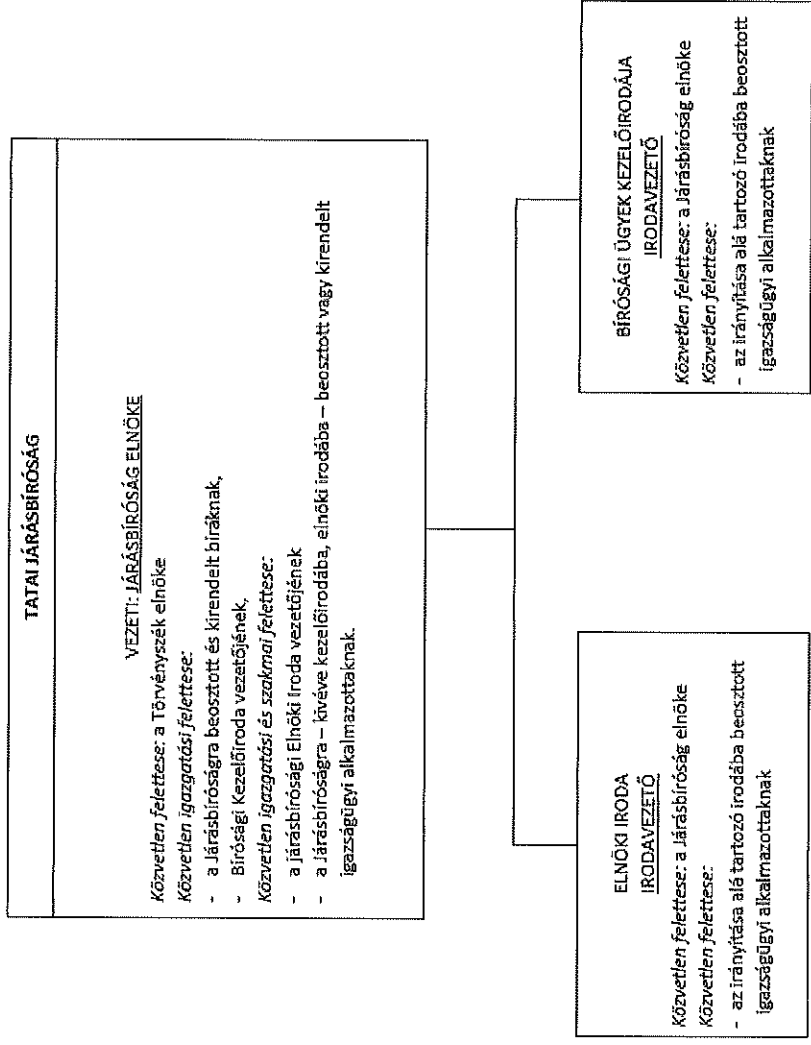 TATAI JÁRÁSBÍRÓSÁG
VEZETI: JÁRÁSBÍRÓSÁG ELNÖKE
Közvetlen felettese: a Törvényszék elnöke
Közvetlen igazgatási felettese:
- a Járásbíróságra beosztott és kirendelt bíráknak,
- Bírósági Kezelőiroda vezetőjének,
Közvetlen igazgatási és szakmai felettese:
- a járásbírósági Elnöki Iroda vezetőjének
- a Járásbíróságra – kivéve kezelőirodába, elnöki irodába – beosztott vagy kirendelt
igazságügyi alkalmazottaknak.
ELNÖKI IRODA
IRODAVEZETŐ
Közvetlen felettese: a Járásbíróság elnöke
Közvetlen felettese:
- az irányítása alá tartozó irodába beosztott
igazságügyi alkalmazottaknak
BÍRÓSÁGI ÜGYEK KEZELŐIRODÁJA
IRODAVEZETŐ
Közvetlen felettese: a Járásbíróság elnöke
Közvetlen felettese:
- az irányítása alá tartozó irodába beosztott
igazságügyi alkalmazottaknak